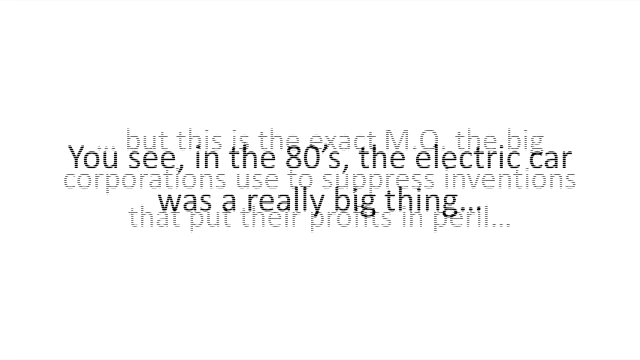 ... but this is the exact M.O. the big
You see, in the 80's, the electric car
corporations use to suppress inventions
was a really big thing...
that put their profits in peril...